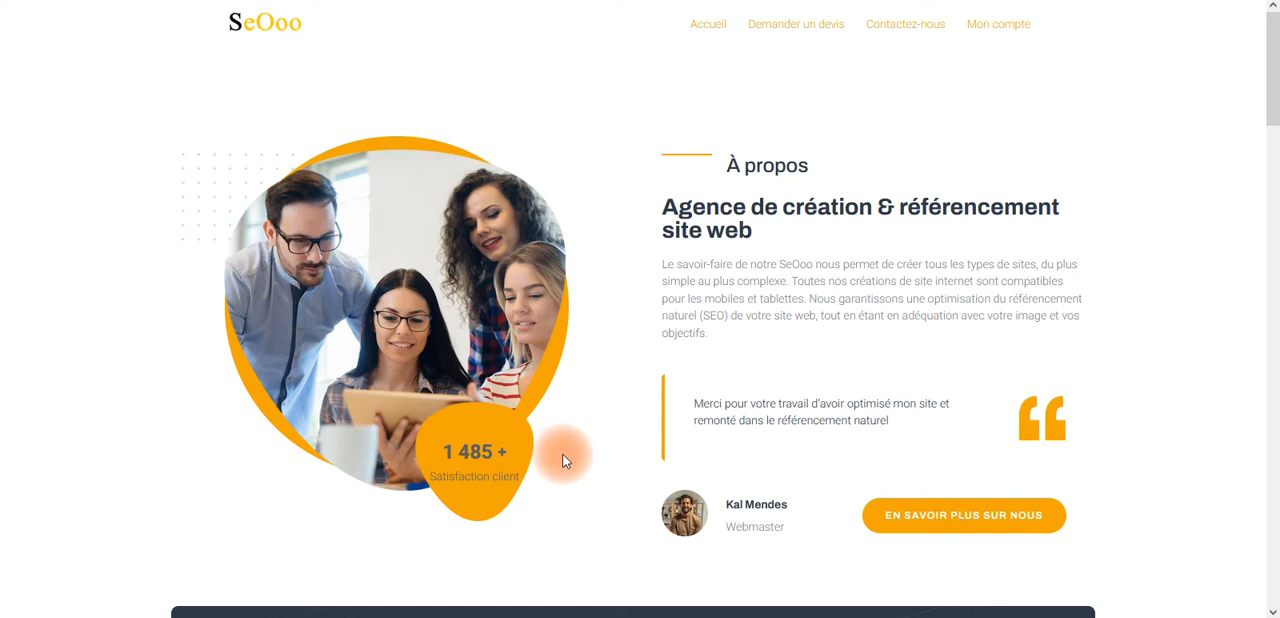 SeOoo
Accueil Demander un devis Contactez-nous Mon compte
À propos
Agence de création & référencement
site web
Le savoir-faire de notre SeOoo nous permet de créer tous les types de sites, du plus
simple au plus complexe. Toutes nos créations de site internet sont compatibles
pour les mobiles et tablettes. Nous garantissons une optimisation du référencement
naturel (SEO) de votre site web, tout en étant en adéquation avec votre image et vos
objectifs.
Merci pour votre travail d'avoir optimisé mon site et
remonté dans le référencement naturel
1 485 +
Satisfaction client
Kal Mendes
Webmaster
EN SAVOIR PLUS SUR NOUS